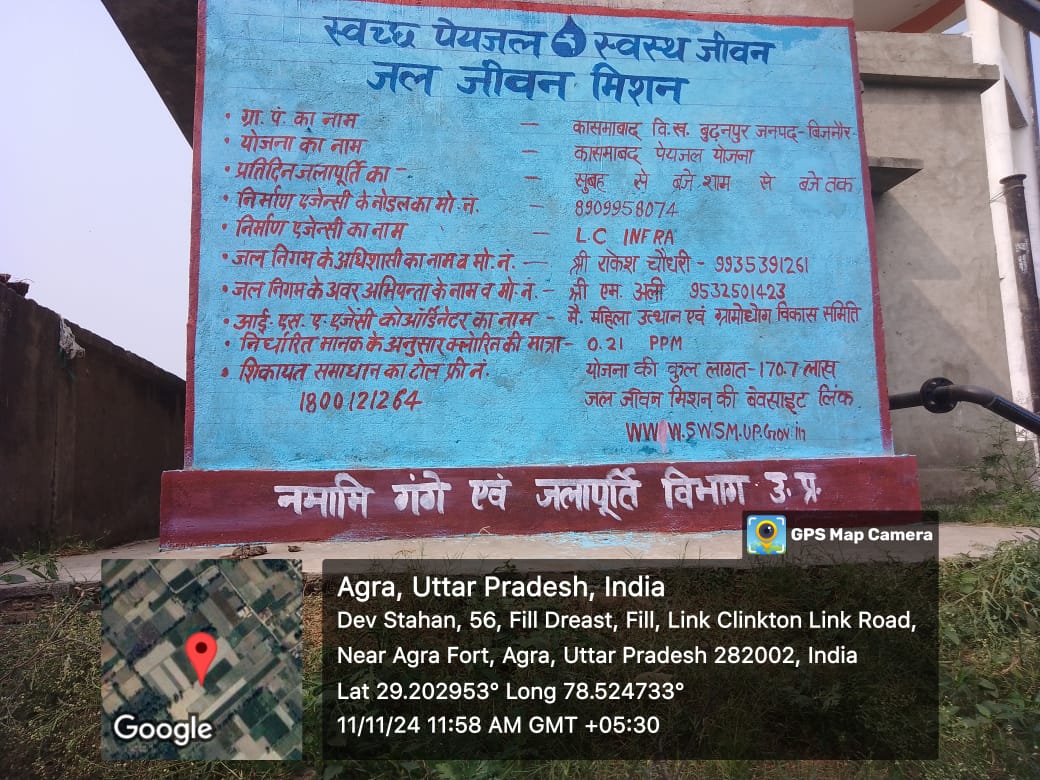 स्वच्छ पेयजल स्वस्थ जीवन
जल जीवन मिशन
• ग्रा. पं. का नाम — कासमाबाद वि.ख. बुढ़नपुर जनपद-बिजनौर
• योजना का नाम — कासमाबद पेयजल योजना
• प्रतिदिन जलापूर्ति का - — सुबह से बजे शाम से बजे तक
• निर्माण एजेन्सी के नोडल का मो. नं. — 8909958074
• निर्माण एजेन्सी का नाम — L.C INFRA
• जल निगम के अधिशासी का नाम व मो. नं. — श्री राकेश चौधरी - 9935391261
• जल निगम के अवर अभियन्ता के नाम व मो. नं. - श्री एम. अली 9532501423
• आई. एस. ए. एजेंसी कोऑर्डिनेटर का नाम - मै. महिला उत्थान एवं ग्रामोद्योग विकास समिति
• निर्धारित मानक के अनुसार क्लोरिन की मात्रा - 0.21 PPM
• शिकायत समाधान का टोल फ्री नं. योजना की कुल लागत - 170.7 लाख
1800121264 जल जीवन मिशन की बेवसाइट लिंक
WWW.SWSM.UP.Gov.in
नमामि गंगे एवं जलापूर्ति विभाग उ. प्र.
GPS Map Camera
Agra, Uttar Pradesh, India
Dev Stahan, 56, Fill Dreast, Fill, Link Clinkton Link Road,
Near Agra Fort, Agra, Uttar Pradesh 282002, India
Lat 29.202953° Long 78.524733°
11/11/24 11:58 AM GMT +05:30
Google